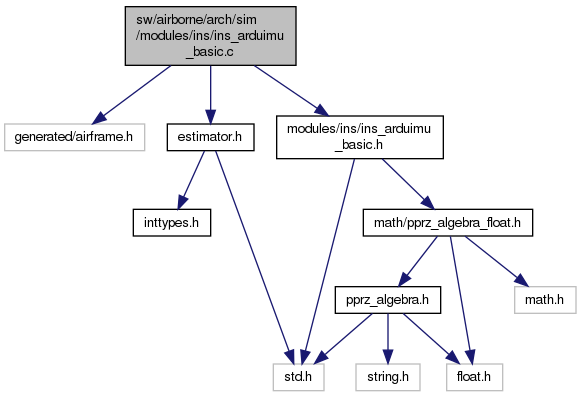 sw/airborne/arch/sim
/modules/ins/ins_arduimu
_basic.c
generated/airframe.h
estimator.h
modules/ins/ins_arduimu
_basic.h
inttypes.h
math/pprz_algebra_float.h
pprz_algebra.h
math.h
std.h
string.h
float.h